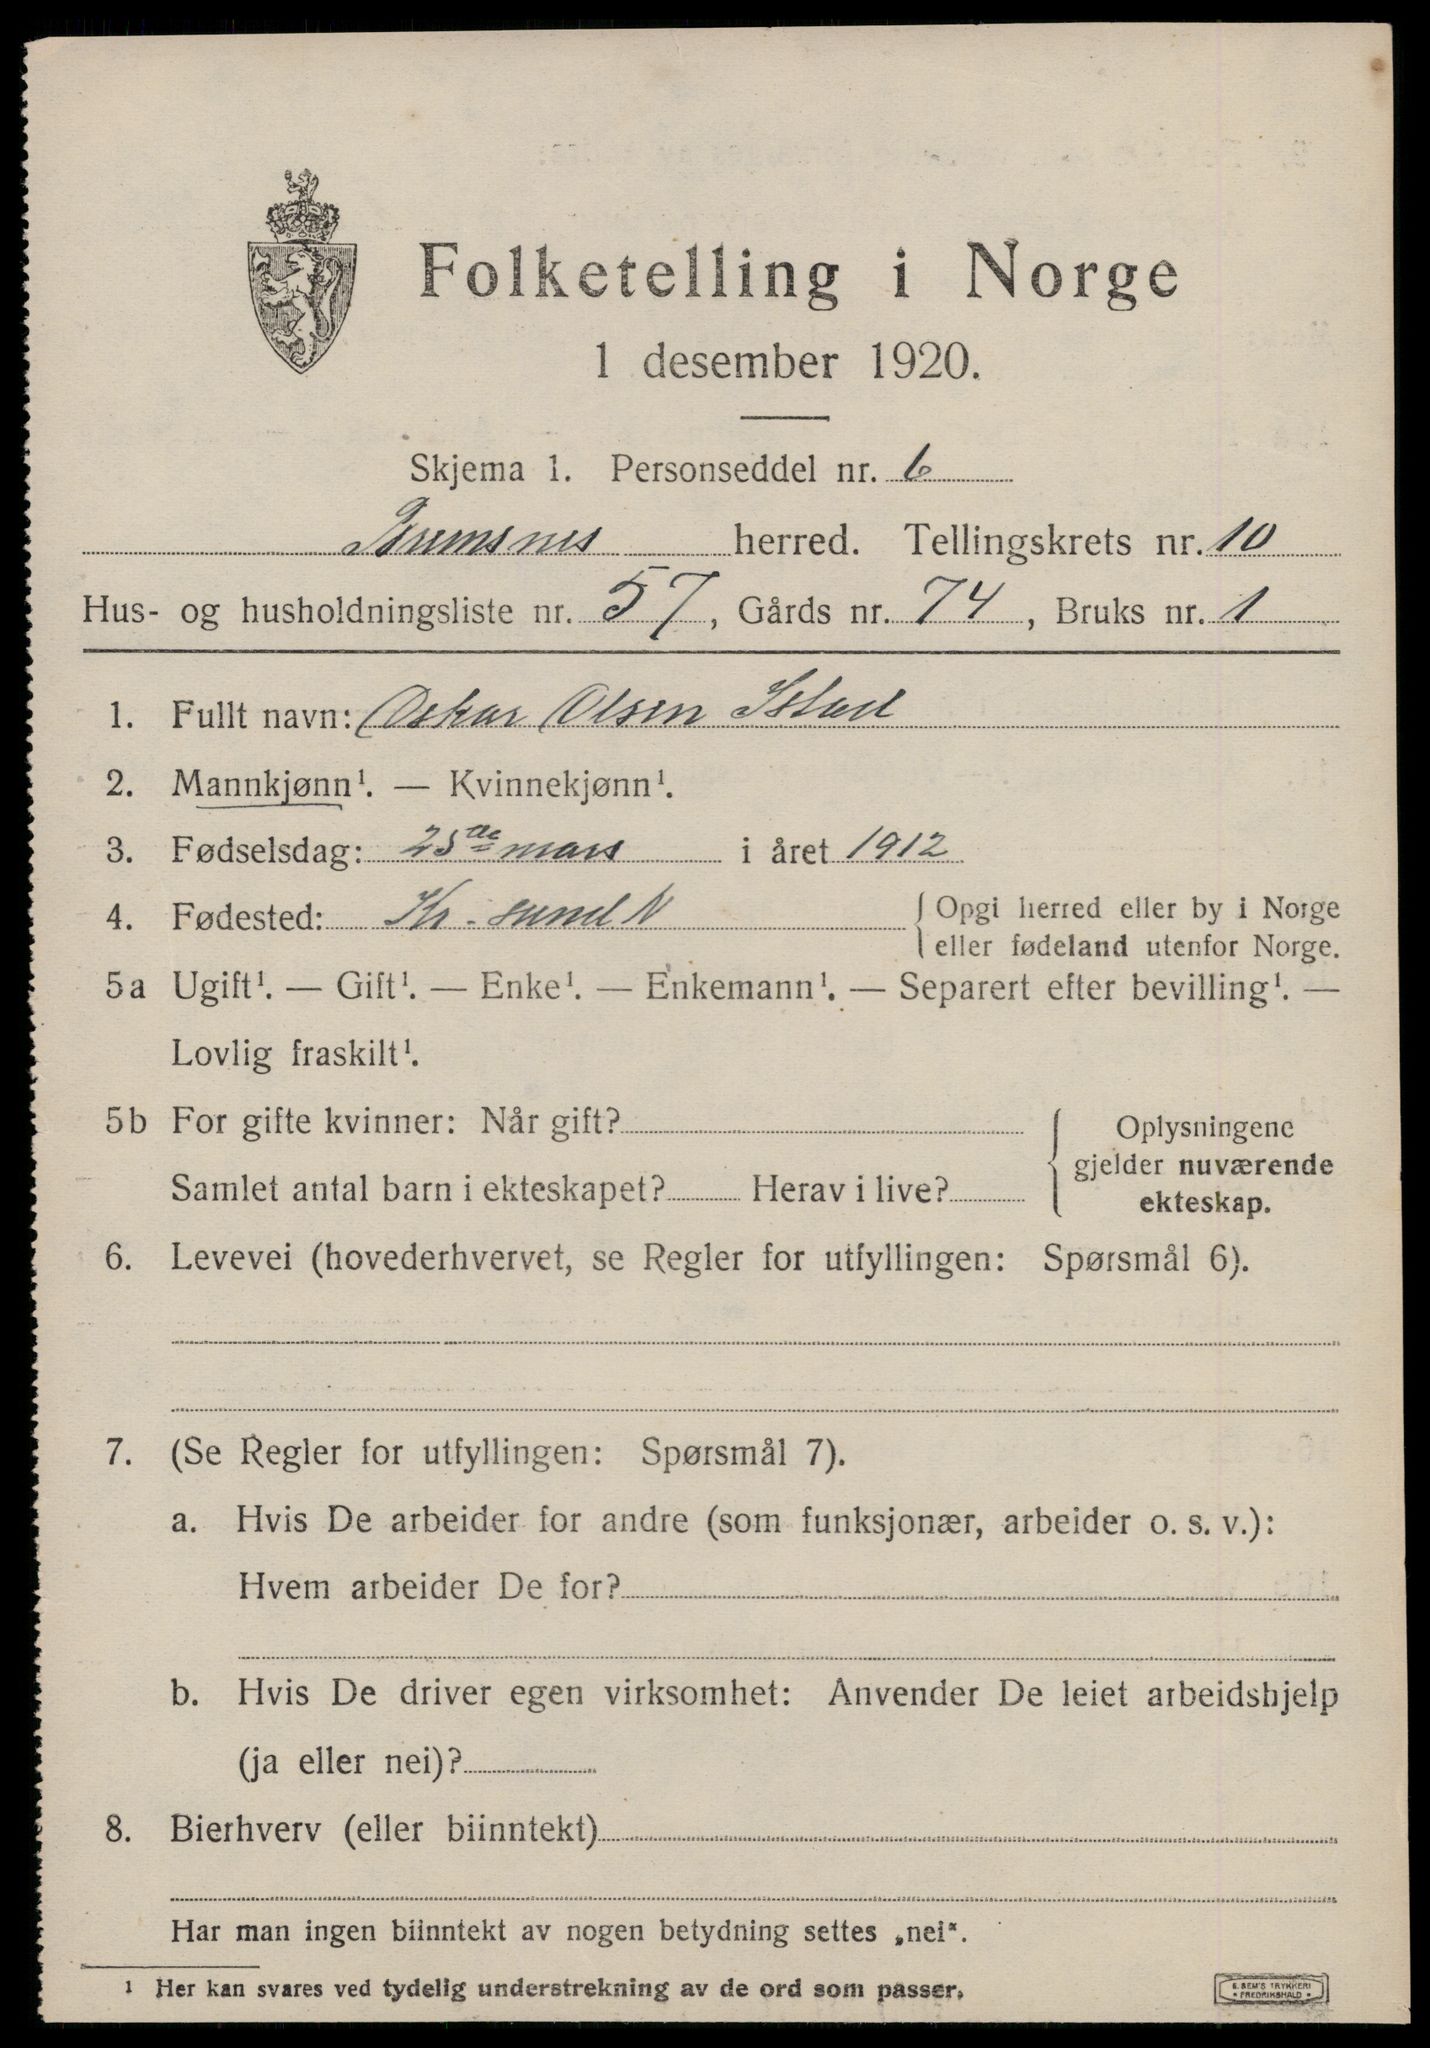 Folketelling i Norge
1 desember 1920.
Skjema 1. Personseddel nr. 6
Bremsnes herred. Tellingskrets nr. 10
Hus- og husholdningsliste nr. 57, Gårds nr. 74, Bruks nr. 1
1. Fullt navn: Oskar Olsen Istad
2. Mannkjønn¹. — Kvinnekjønn¹.
3. Fødselsdag: 25de mars i året 1912
4. Fødested: Kr.sund N { Opgi herred eller by i Norge
eller fødeland utenfor Norge.
5a Ugift¹. — Gift¹. — Enke¹. — Enkemann¹. — Separert efter bevilling¹. —
Lovlig fraskilt¹.
5b For gifte kvinner: Når gift? { Oplysningene
gjelder nuværende
Samlet antal barn i ekteskapet? Herav i live? ekteskap.
6. Levevei (hovederhvervet, se Regler for utfyllingen: Spørsmål 6).
7. (Se Regler for utfyllingen: Spørsmål 7).
a. Hvis De arbeider for andre (som funksjonær, arbeider o. s. v.):
Hvem arbeider De for?
b. Hvis De driver egen virksomhet: Anvender De leiet arbeidshjelp
(ja eller nei)?
8. Bierhverv (eller biinntekt)
Har man ingen biinntekt av nogen betydning settes „nei“.
¹ Her kan svares ved tydelig understrekning av de ord som passer.
E. SEM'S TRYKKERI
• FREDRIKSHALD •